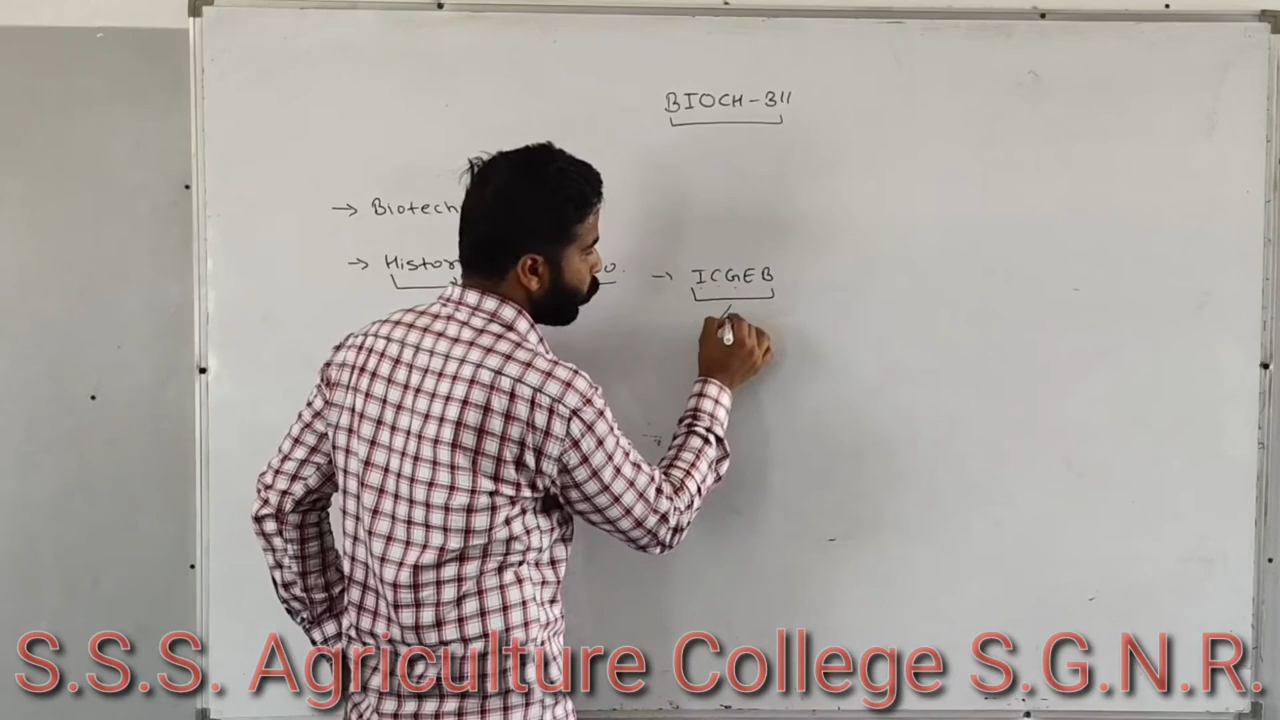 BIOCH-311
→ Biotech
→ Histor o. → ICGEB
S.S.S. Agriculture College S.G.N.R.